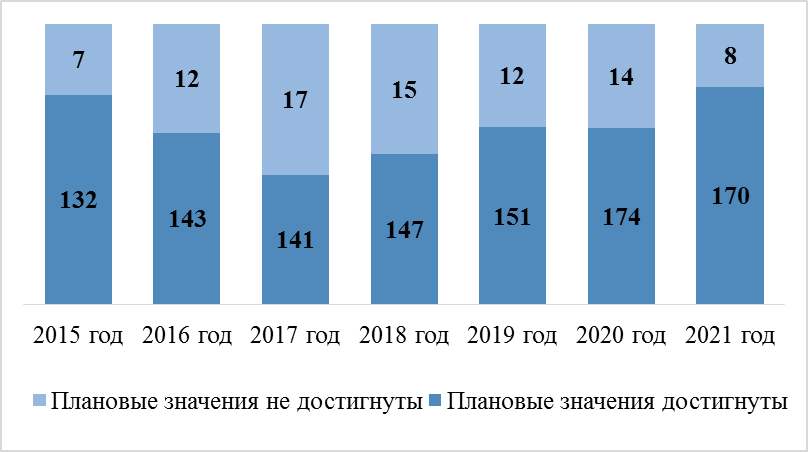 7 12 17 15 12 14 8
132 143 141 147 151 174 170
2015 год 2016 год 2017 год 2018 год 2019 год 2020 год 2021 год
Плановые значения не достигнуты Плановые значения достигнуты